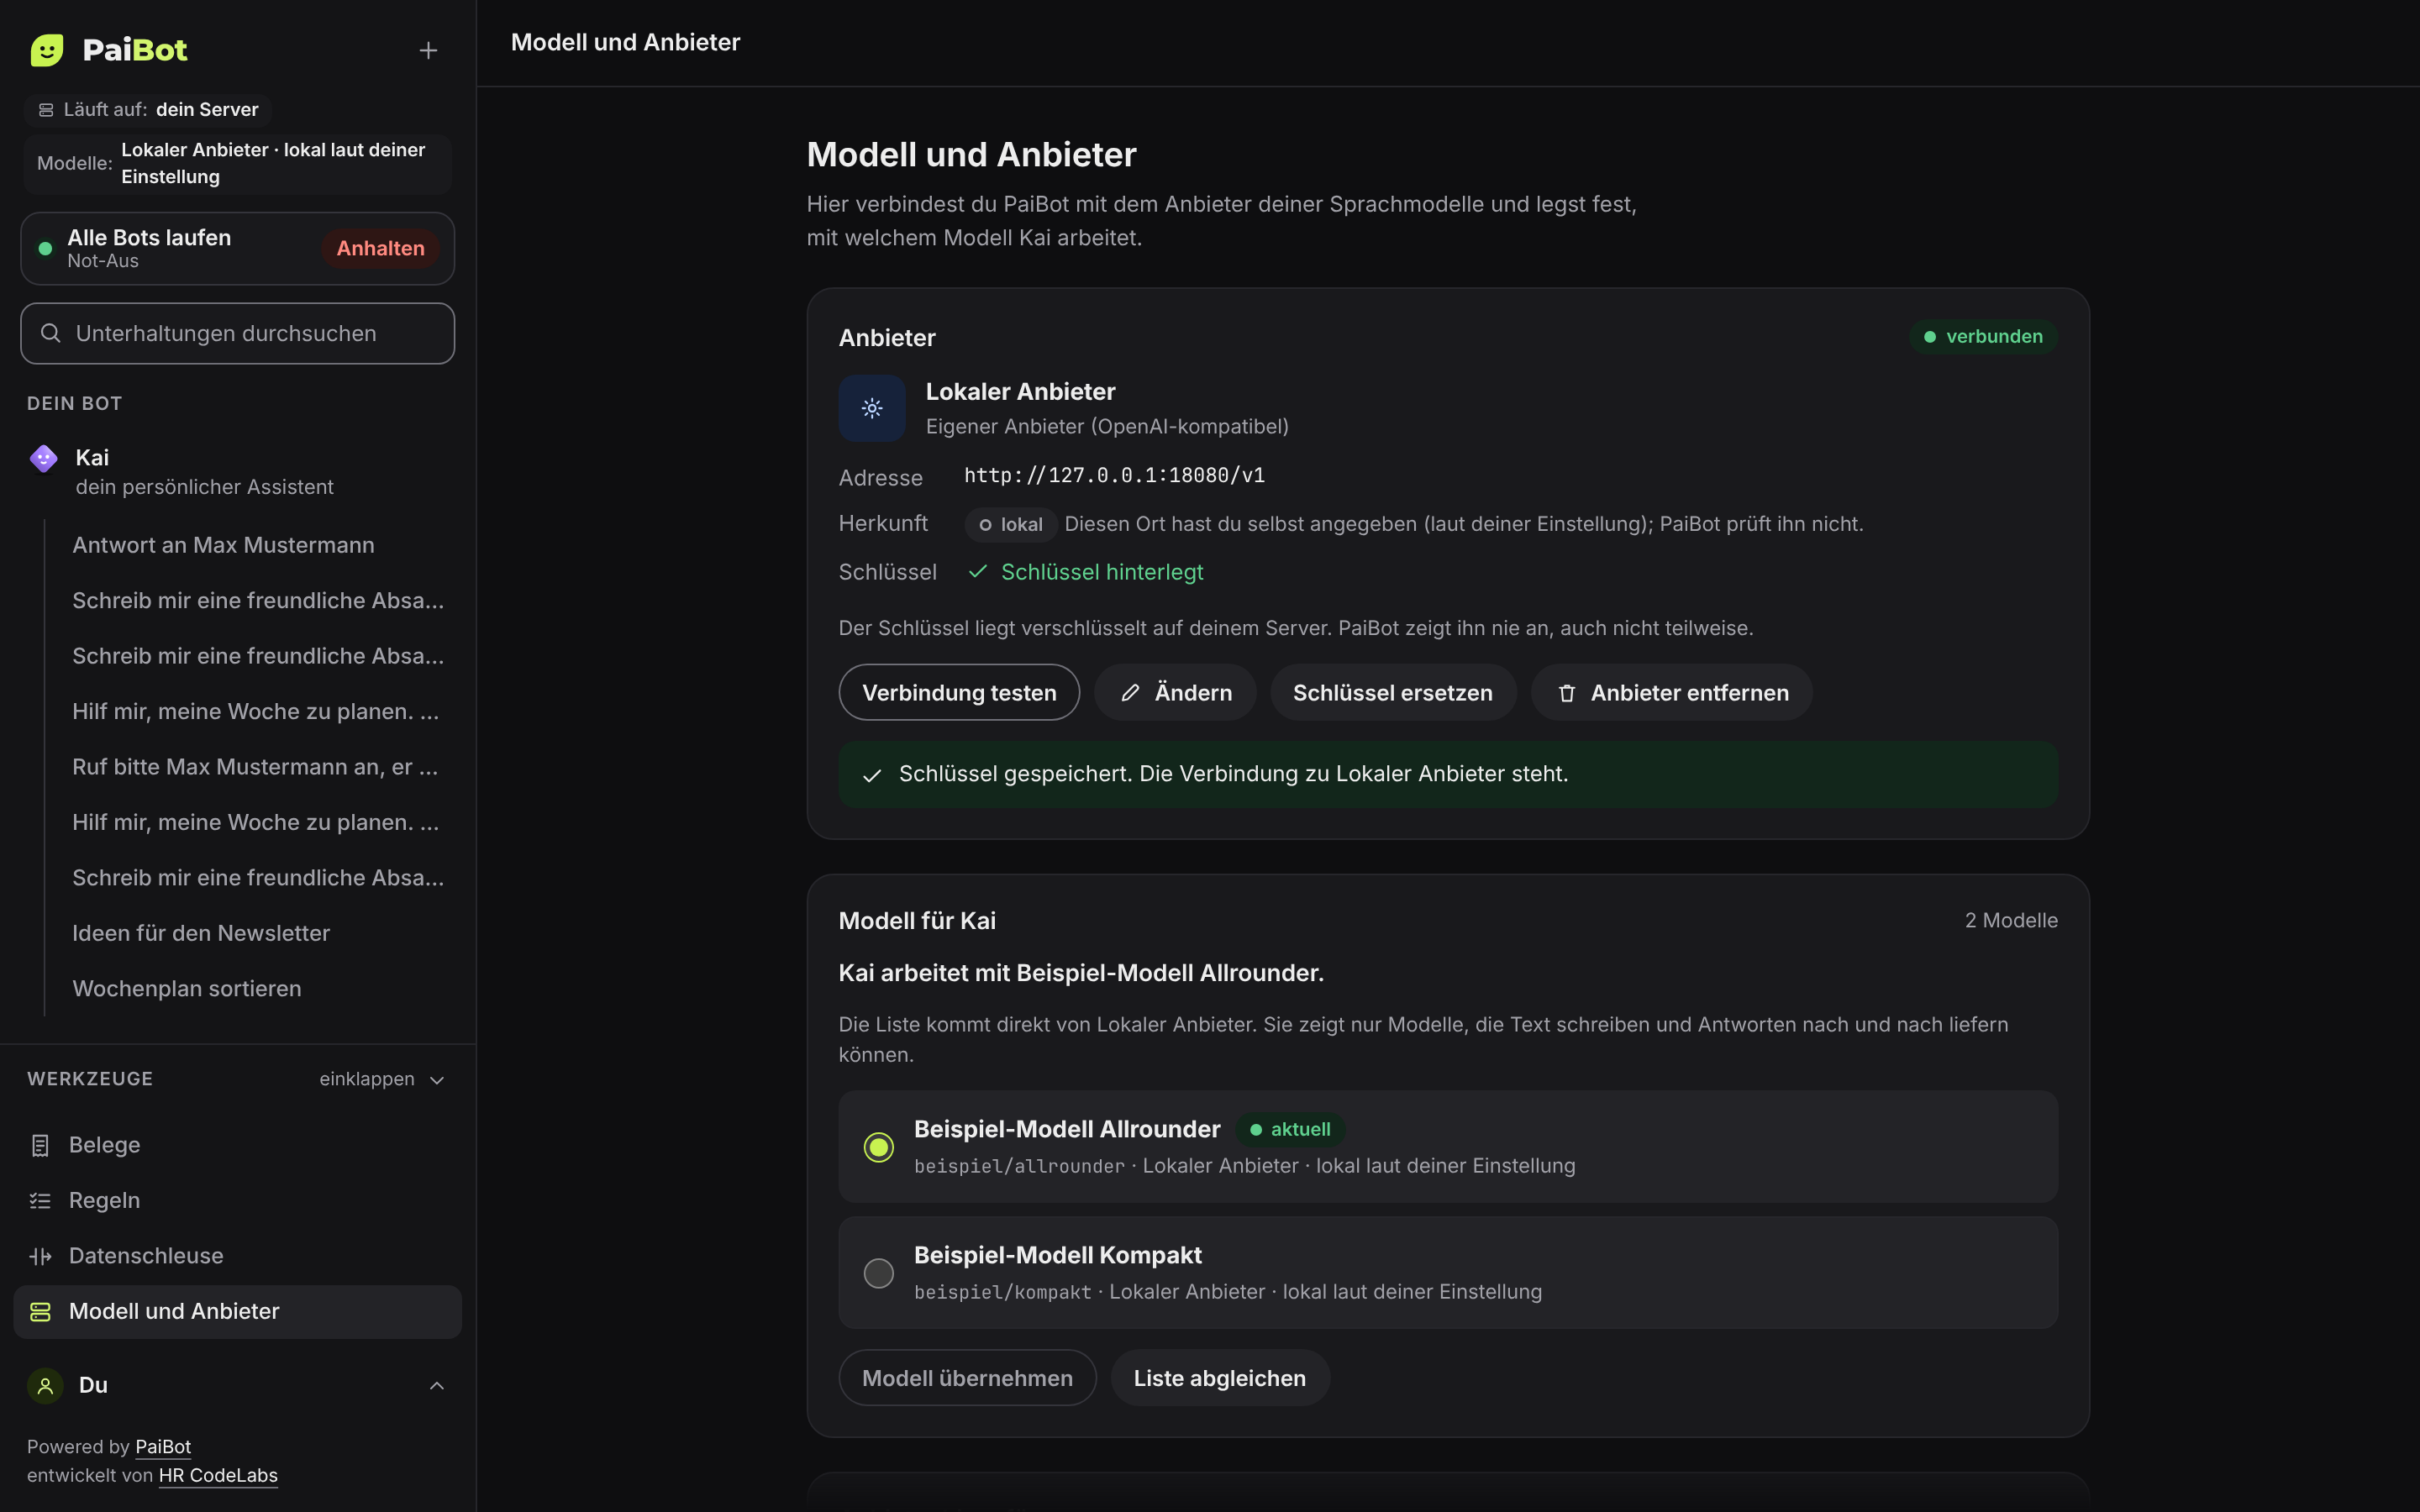 PaiBot
Läuft auf: dein Server
Modelle: Lokaler Anbieter · lokal laut deiner
Einstellung
Alle Bots laufen
Not-Aus
Anhalten
Unterhaltungen durchsuchen
DEIN BOT
Kai
dein persönlicher Assistent
Antwort an Max Mustermann
Schreib mir eine freundliche Absa...
Schreib mir eine freundliche Absa...
Hilf mir, meine Woche zu planen. ...
Ruf bitte Max Mustermann an, er ...
Hilf mir, meine Woche zu planen. ...
Schreib mir eine freundliche Absa...
Ideen für den Newsletter
Wochenplan sortieren
WERKZEUGE einklappen
Belege
Regeln
Datenschleuse
Modell und Anbieter
Du
Powered by PaiBot
entwickelt von HR CodeLabs
Modell und Anbieter
Modell und Anbieter
Hier verbindest du PaiBot mit dem Anbieter deiner Sprachmodelle und legst fest,
mit welchem Modell Kai arbeitet.
Anbieter verbunden
Lokaler Anbieter
Eigener Anbieter (OpenAI-kompatibel)
Adresse http://127.0.0.1:18080/v1
Herkunft lokal Diesen Ort hast du selbst angegeben (laut deiner Einstellung); PaiBot prüft ihn nicht.
Schlüssel Schlüssel hinterlegt
Der Schlüssel liegt verschlüsselt auf deinem Server. PaiBot zeigt ihn nie an, auch nicht teilweise.
Verbindung testen Ändern Schlüssel ersetzen Anbieter entfernen
Schlüssel gespeichert. Die Verbindung zu Lokaler Anbieter steht.
Modell für Kai 2 Modelle
Kai arbeitet mit Beispiel-Modell Allrounder.
Die Liste kommt direkt von Lokaler Anbieter. Sie zeigt nur Modelle, die Text schreiben und Antworten nach und nach liefern
können.
Beispiel-Modell Allrounder aktuell
beispiel/allrounder · Lokaler Anbieter · lokal laut deiner Einstellung
Beispiel-Modell Kompakt
beispiel/kompakt · Lokaler Anbieter · lokal laut deiner Einstellung
Modell übernehmen Liste abgleichen